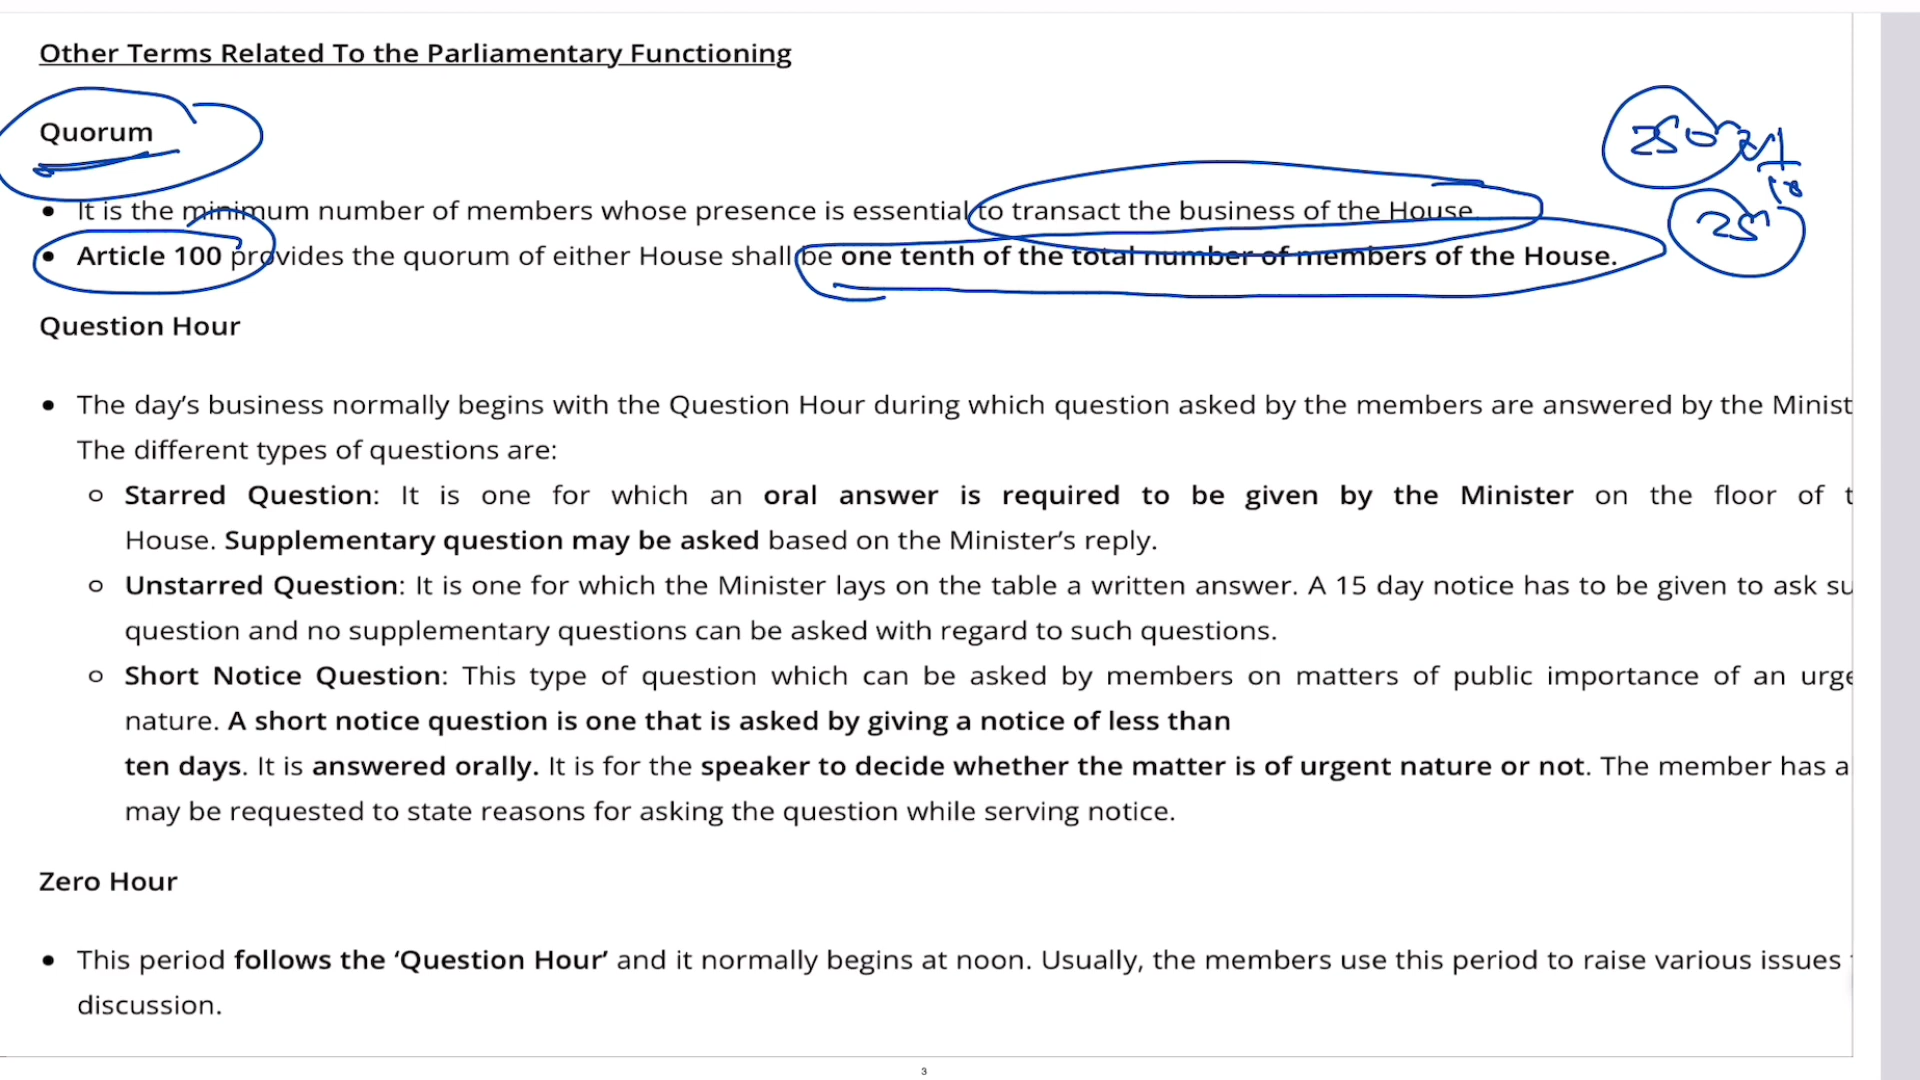 Other Terms Related To the Parliamentary Functioning
Quorum
250
1
10
25
• It is the minimum number of members whose presence is essential to transact the business of the House.
• Article 100 provides the quorum of either House shall be one tenth of the total number of members of the House.
Question Hour
• The day's business normally begins with the Question Hour during which question asked by the members are answered by the Minist
The different types of questions are:
o Starred Question: It is one for which an oral answer is required to be given by the Minister on the floor of t
House. Supplementary question may be asked based on the Minister's reply.
o Unstarred Question: It is one for which the Minister lays on the table a written answer. A 15 day notice has to be given to ask su
question and no supplementary questions can be asked with regard to such questions.
o Short Notice Question: This type of question which can be asked by members on matters of public importance of an urge
nature. A short notice question is one that is asked by giving a notice of less than
ten days. It is answered orally. It is for the speaker to decide whether the matter is of urgent nature or not. The member has a
may be requested to state reasons for asking the question while serving notice.
Zero Hour
• This period follows the ‘Question Hour’ and it normally begins at noon. Usually, the members use this period to raise various issues
discussion.
3